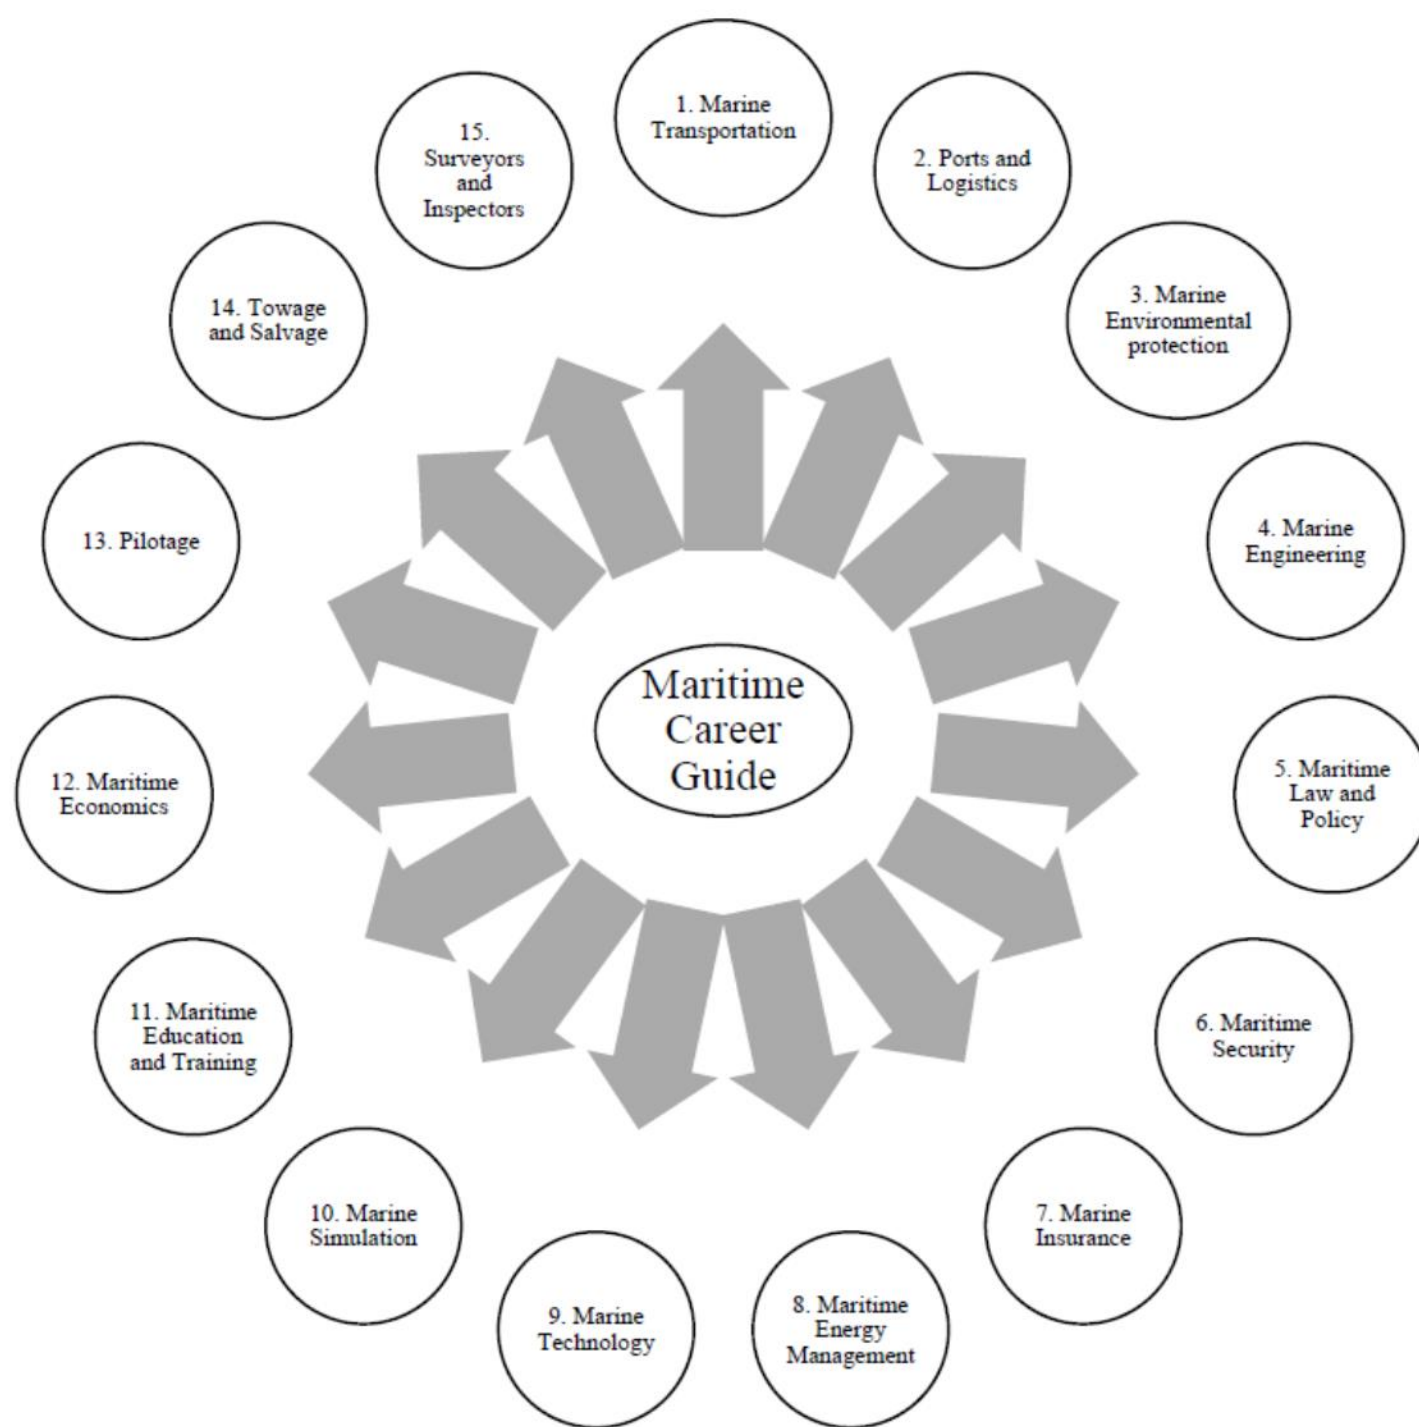 1. Marine
Transportation
2. Ports and
Logistics
3. Marine
Environmental
protection
4. Marine
Engineering
5. Maritime
Law and
Policy
6. Maritime
Security
7. Marine
Insurance
8. Maritime
Energy
Management
9. Marine
Technology
10. Marine
Simulation
11. Maritime
Education
and Training
12. Maritime
Economics
13. Pilotage
14. Towage
and Salvage
15.
Surveyors
and
Inspectors
Maritime
Career
Guide